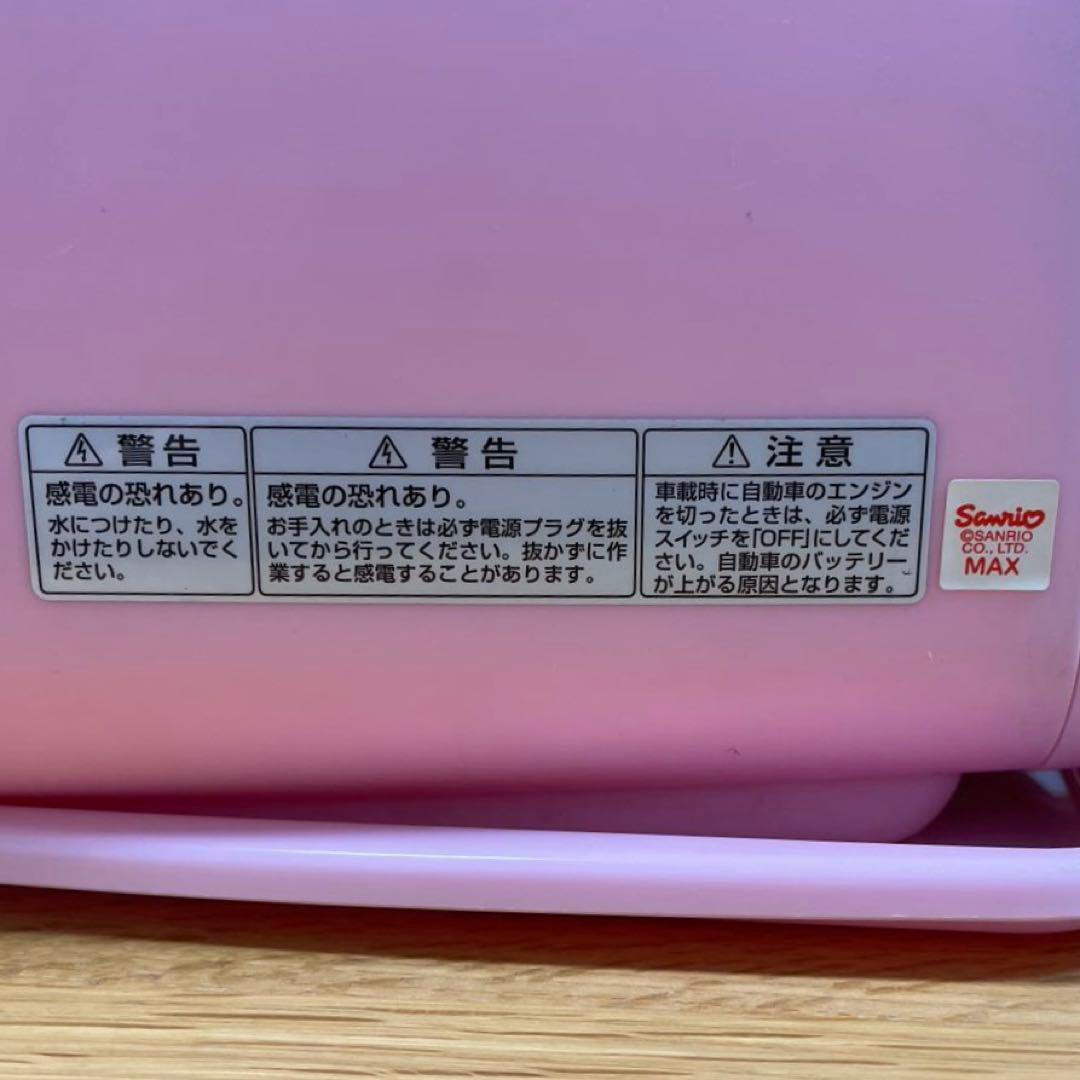 警告
感電の恐れあり。
水につけたり、水を
かけたりしないでく
ださい。
警告
感電の恐れあり。
お手入れのときは必ず電源プラグを抜
いてから行ってください。抜かずに作
業すると感電することがあります。
注意
車載時に自動車のエンジン
を切ったときは、必ず電源
スイッチを「OFF」にしてくだ
さい。自動車のバッテリー
が上がる原因となります。
Sanrio
©SANRIO
CO., LTD.
MAX